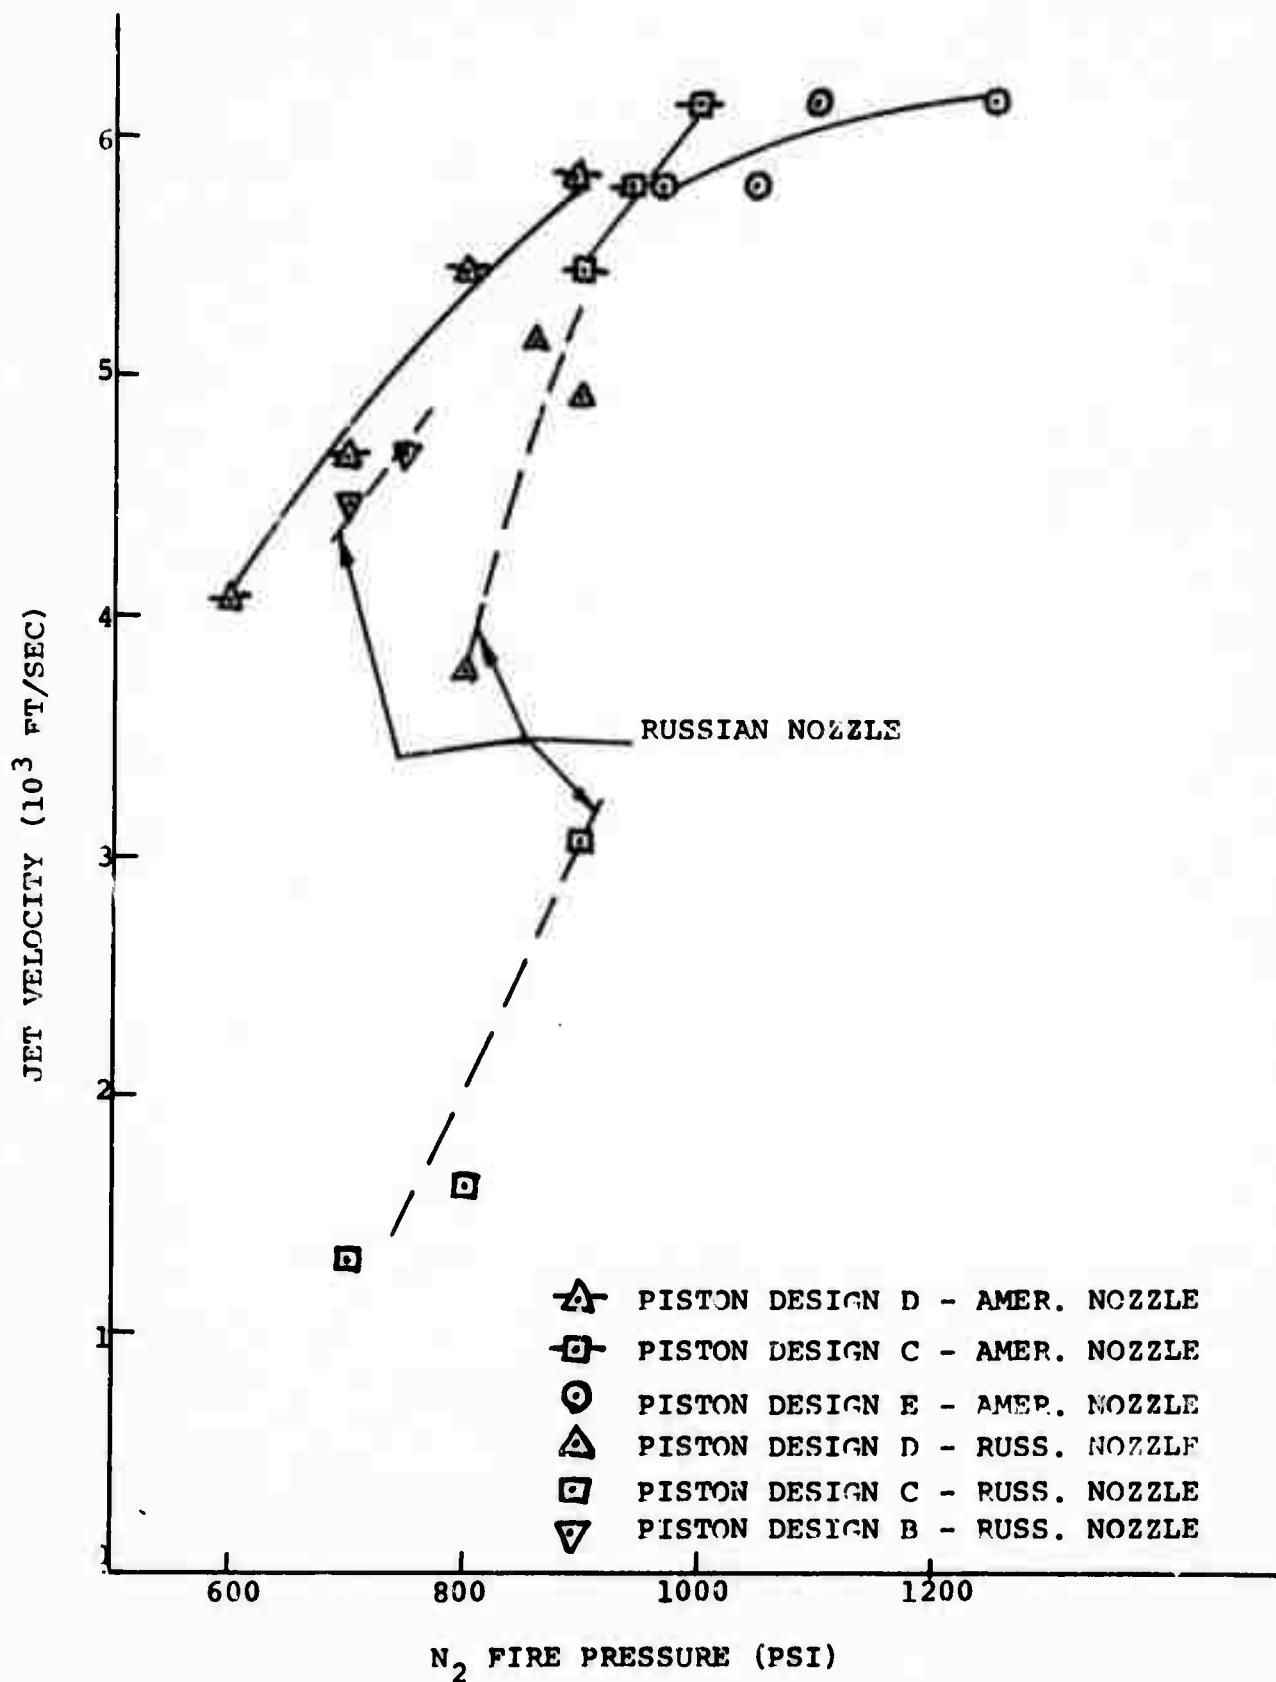 6
5
4
3
2
1
JET VELOCITY (10³ FT/SEC)
RUSSIAN NOZZLE
PISTON DESIGN D - AMER. NOZZLE
PISTON DESIGN C - AMER. NOZZLE
PISTON DESIGN E - AMER. NOZZLE
PISTON DESIGN D - RUSS. NOZZLE
PISTON DESIGN C - RUSS. NOZZLE
PISTON DESIGN B - RUSS. NOZZLE
600 800 1000 1200
N₂ FIRE PRESSURE (PSI)